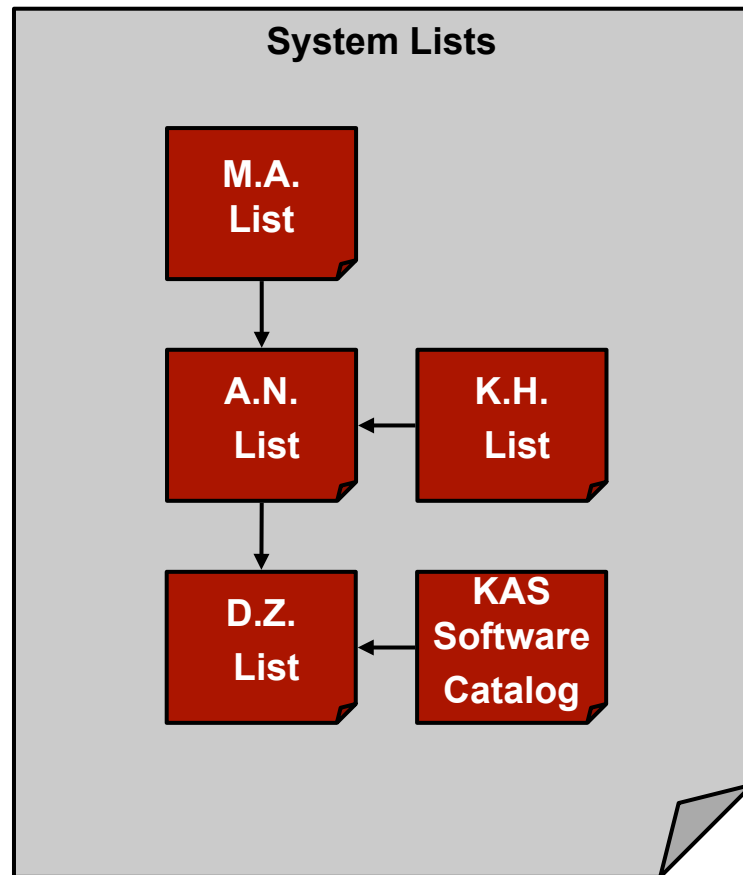 System Lists
M.A.
List
A.N.
List
K.H.
List
D.Z.
List
KAS
Software
Catalog